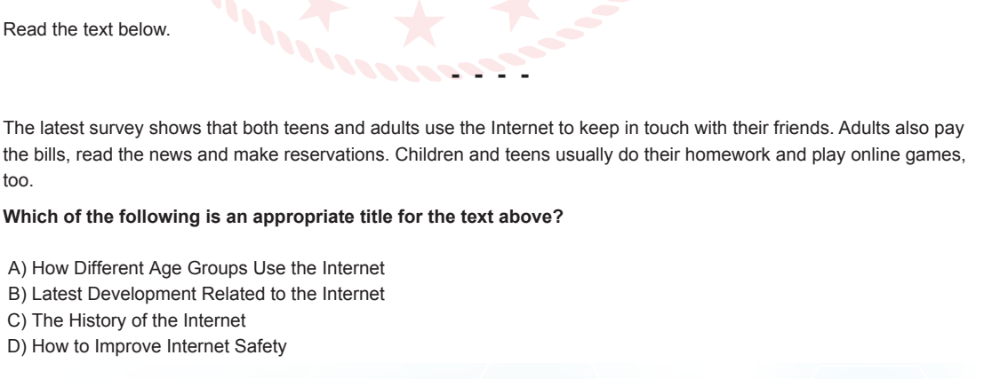 Read the text below.
- - - -
The latest survey shows that both teens and adults use the Internet to keep in touch with their friends. Adults also pay
the bills, read the news and make reservations. Children and teens usually do their homework and play online games,
too.
Which of the following is an appropriate title for the text above?
A) How Different Age Groups Use the Internet
B) Latest Development Related to the Internet
C) The History of the Internet
D) How to Improve Internet Safety